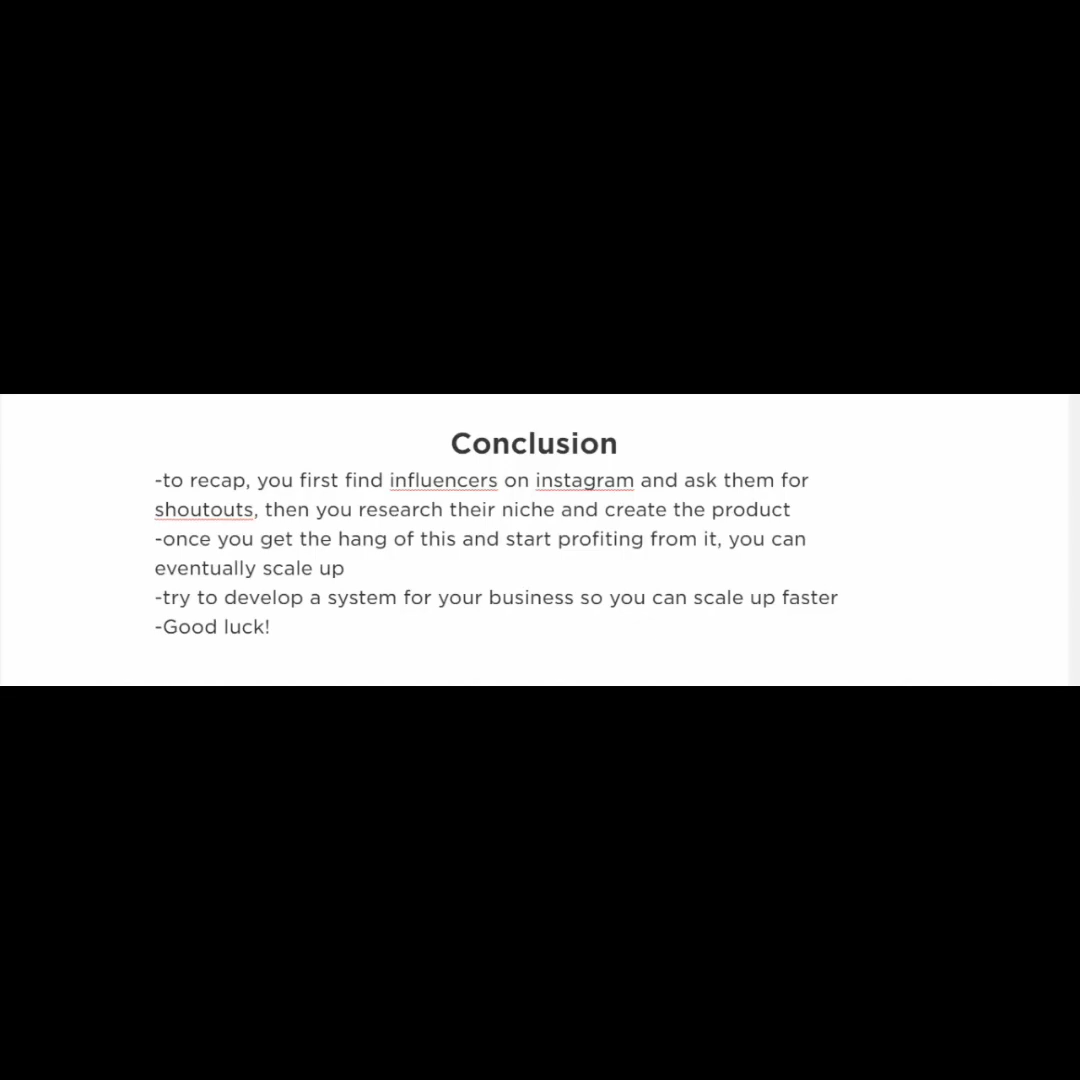 Conclusion
-to recap, you first find influencers on instagram and ask them for
shoutouts, then you research their niche and create the product
-once you get the hang of this and start profiting from it, you can
eventually scale up
-try to develop a system for your business so you can scale up faster
-Good luck!